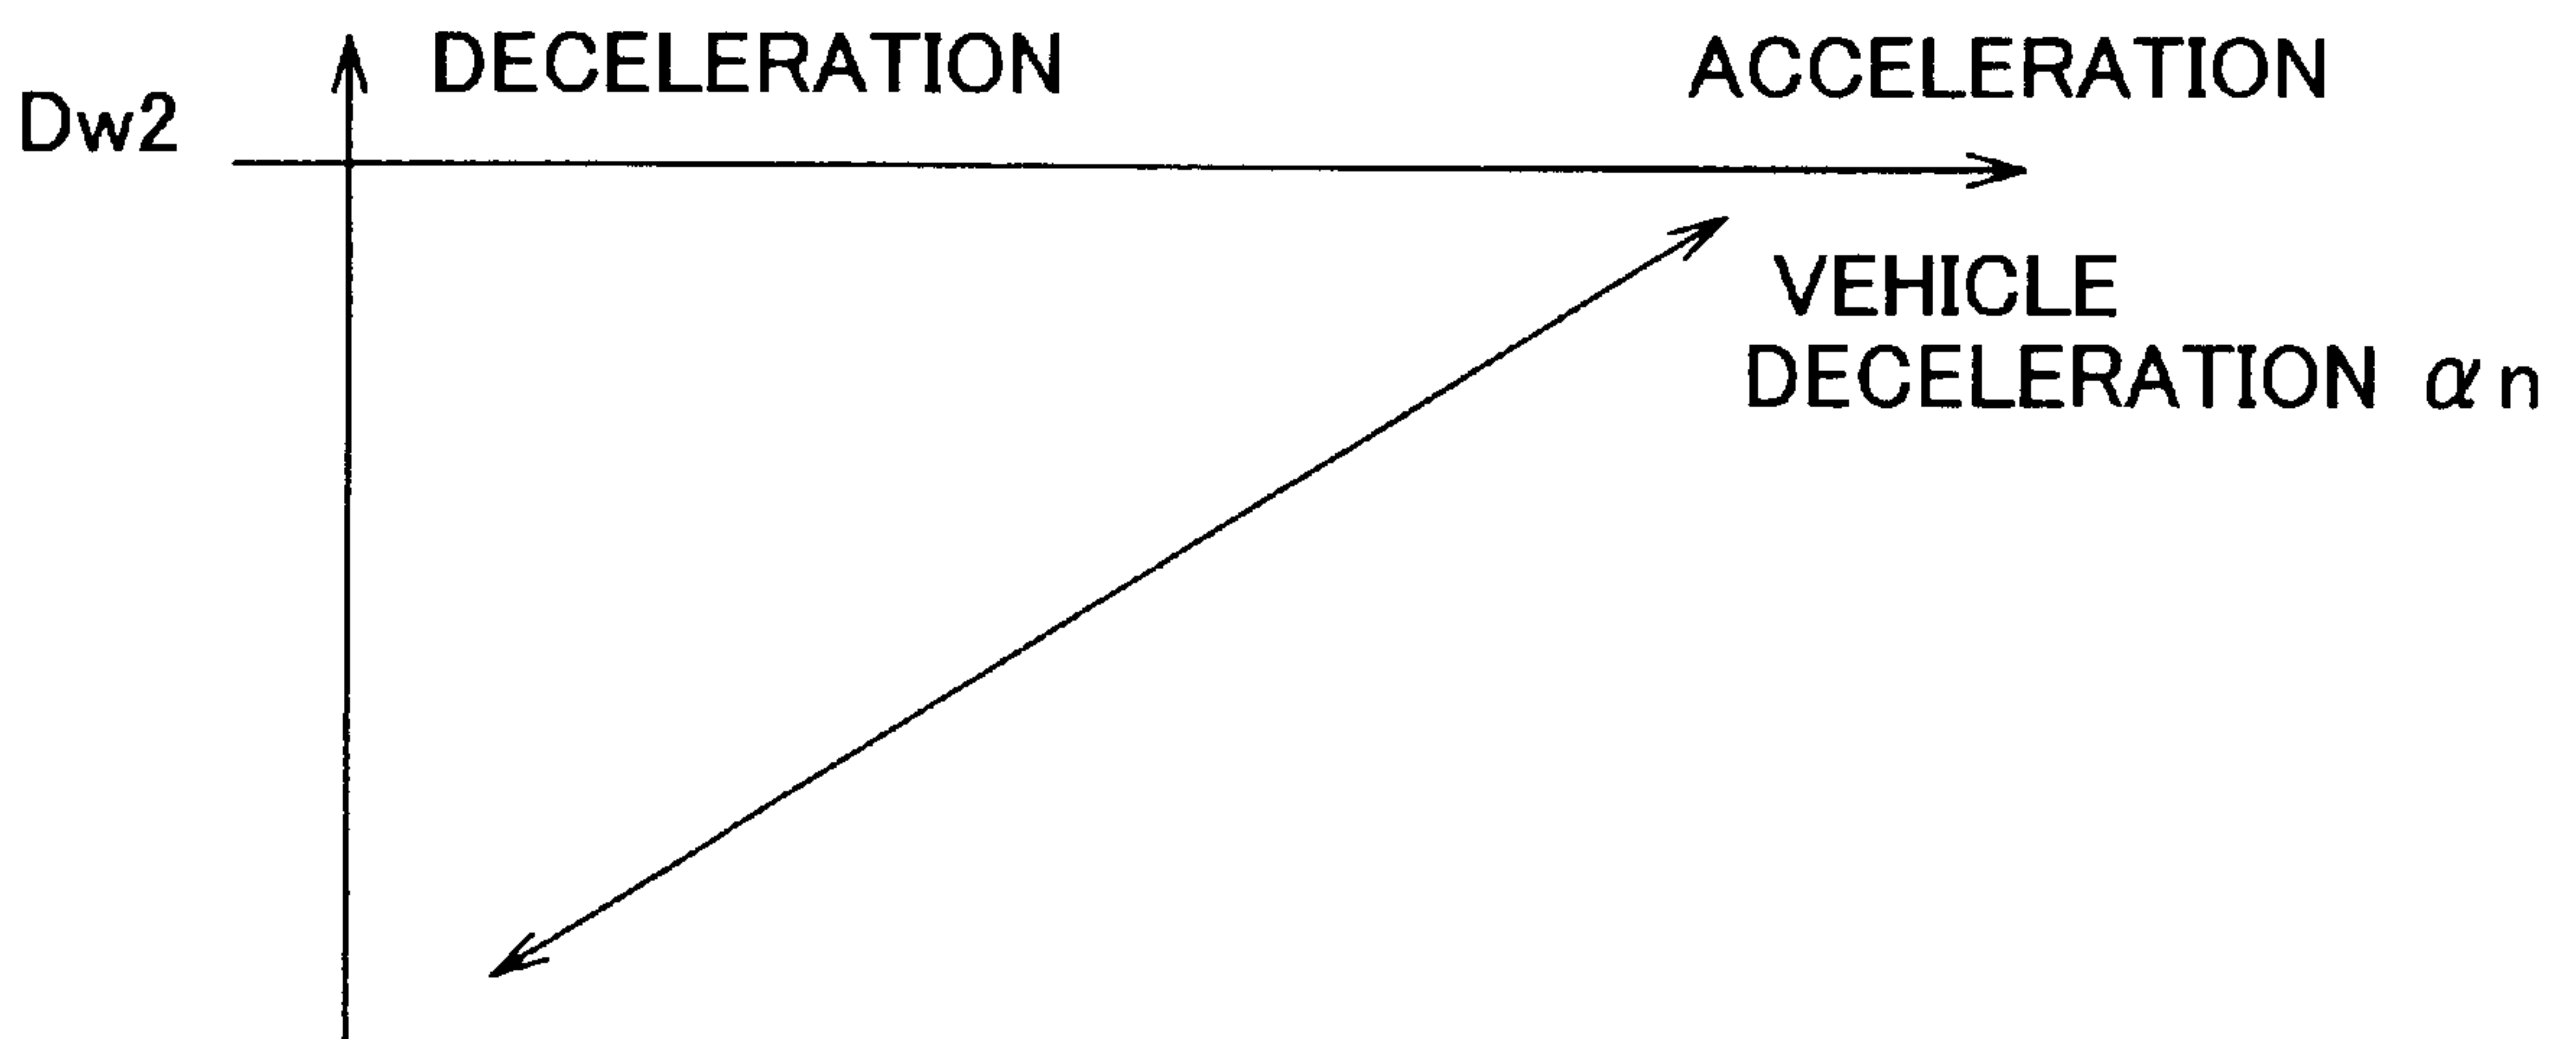 DECELERATION
ACCELERATION
Dw2
VEHICLE
DECELERATION αn